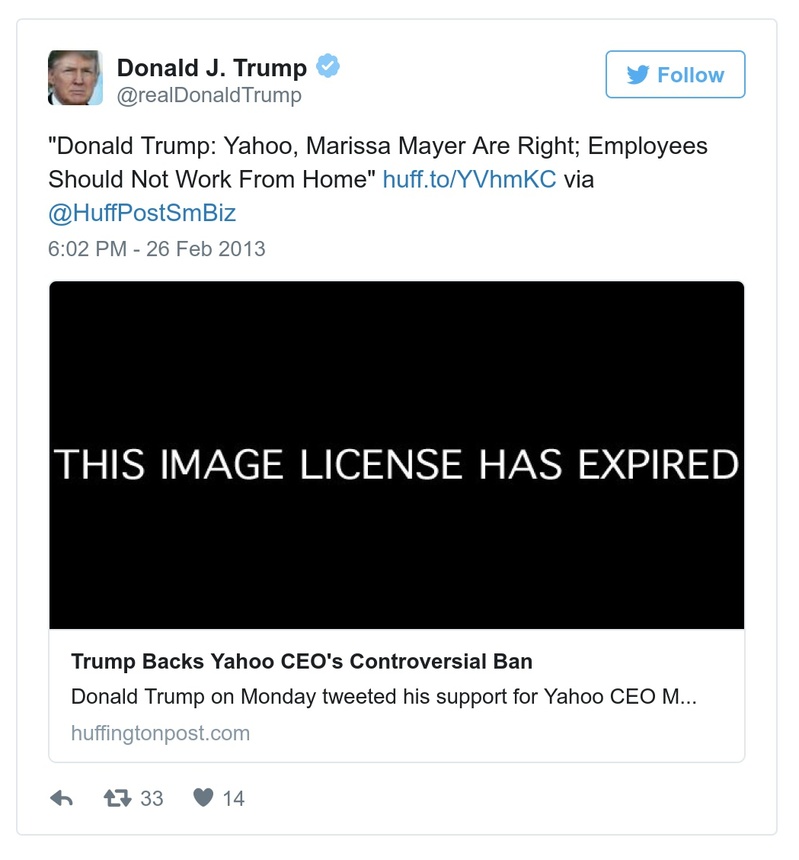 Donald J. Trump
@realDonaldTrump
Follow
"Donald Trump: Yahoo, Marissa Mayer Are Right; Employees
Should Not Work From Home" huff.to/YVhmKC via
@HuffPostSmBiz
6:02 PM - 26 Feb 2013
THIS IMAGE LICENSE HAS EXPIRED
Trump Backs Yahoo CEO's Controversial Ban
Donald Trump on Monday tweeted his support for Yahoo CEO M...
huffingtonpost.com
33 14